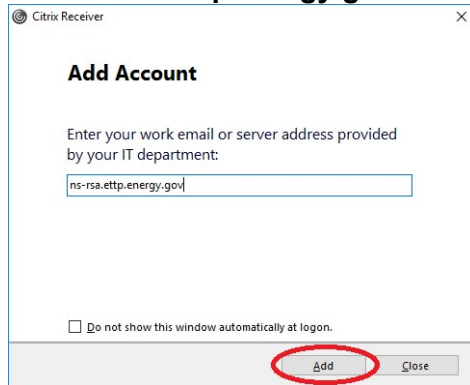 Citrix Receiver
Add Account
Enter your work email or server address provided
by your IT department:
ns-rsa.ettp.energy.gov
Do not show this window automatically at logon.
Add Close